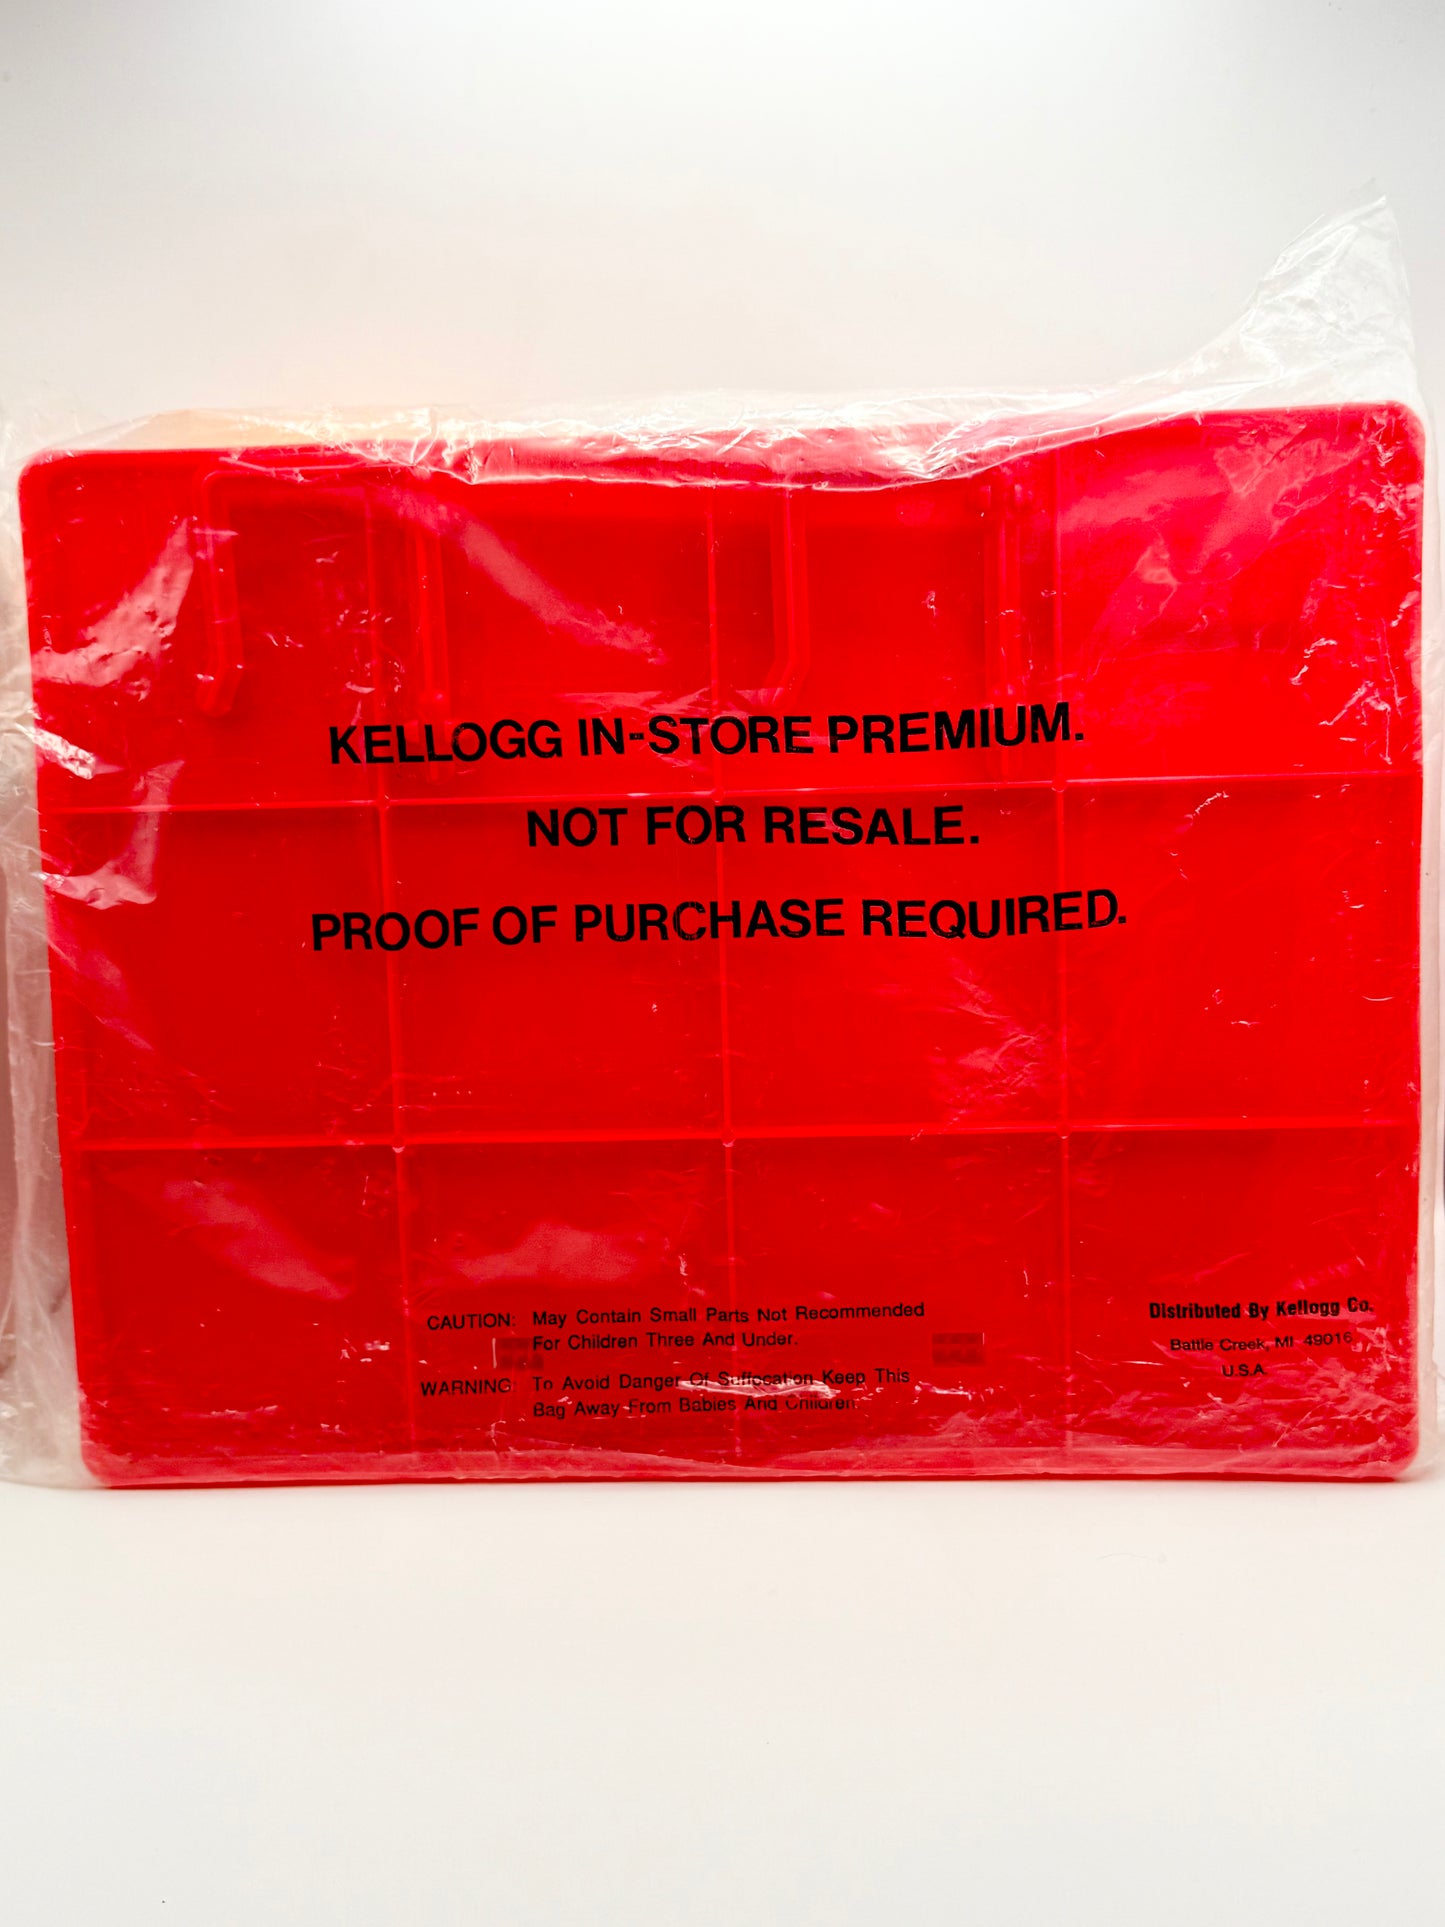 KELLOGG IN-STORE PREMIUM.
NOT FOR RESALE.
PROOF OF PURCHASE REQUIRED.
CAUTION: May Contain Small Parts Not Recommended
For Children Three And Under.
WARNING: To Avoid Danger Of Suffocation Keep This
Bag Away From Babies And Children.
Distributed By Kellogg Co.
Battle Creek, MI 49016
U.S.A